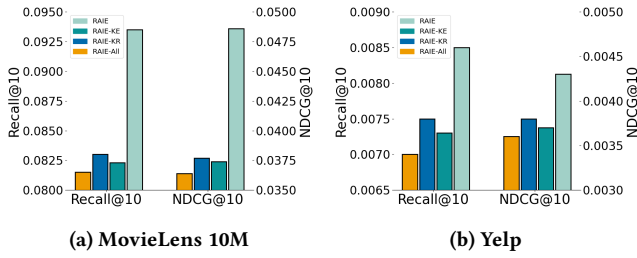 0.0950
0.0925
0.0900
0.0875
0.0850
0.0825
0.0800
Recall@10
RAIE
RAIE-KE
RAIE-KR
RAIE-All
Recall@10
NDCG@10
0.0500
0.0475
0.0450
0.0425
0.0400
0.0375
0.0350
NDCG@10
(a) MovieLens 10M
0.0090
0.0085
0.0080
0.0075
0.0070
0.0065
Recall@10
RAIE
RAIE-KE
RAIE-KR
RAIE-All
Recall@10
NDCG@10
0.0050
0.0045
0.0040
0.0035
0.0030
NDCG@10
(b) Yelp